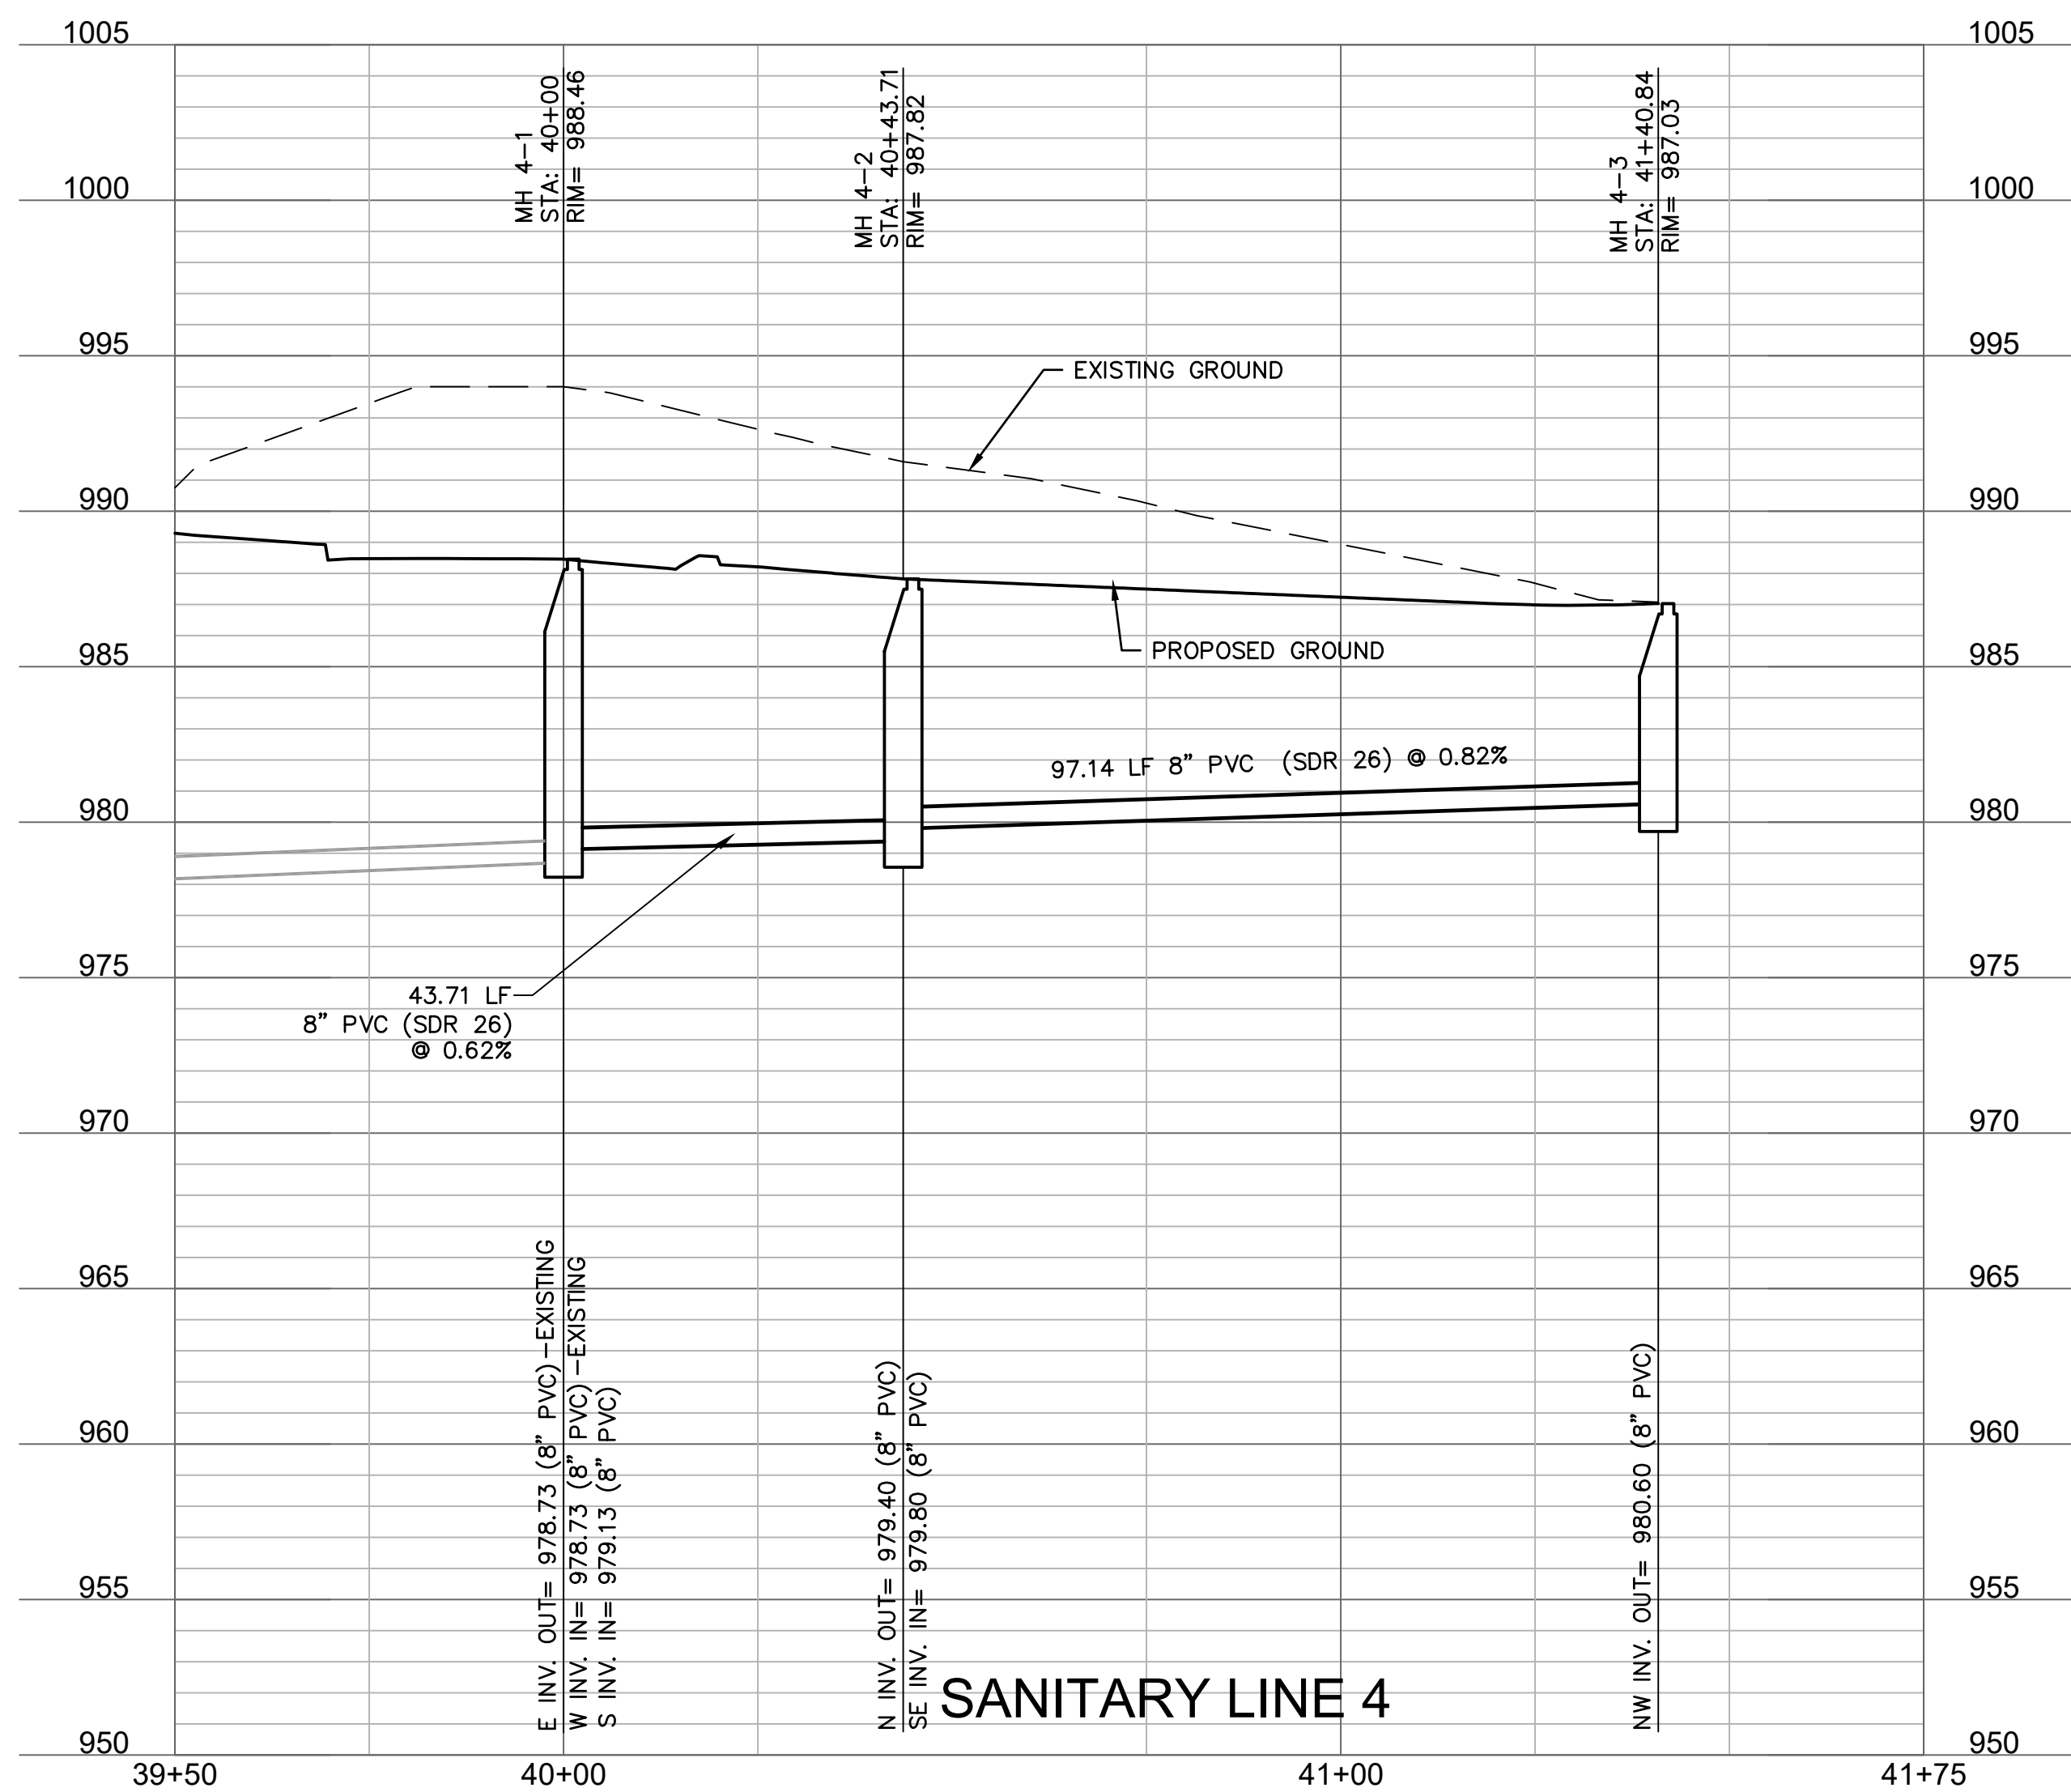 1005
1005
MH 4-1
STA: 40+00
RIM= 988.46
MH 4-2
STA: 40+43.71
RIM= 987.82
MH 4-3
STA: 41+40.84
RIM= 987.03
1000
1000
995
995
EXISTING GROUND
990
990
985
985
PROPOSED GROUND
97.14 LF 8" PVC (SDR 26) @ 0.82%
980
980
975
975
43.71 LF
8" PVC (SDR 26)
@ 0.62%
970
970
965
965
960
960
955
955
E INV. OUT= 978.73 (8" PVC)-EXISTING
W INV. IN= 978.73 (8" PVC)-EXISTING
S INV. IN= 979.13 (8" PVC)
N INV. OUT= 979.40 (8" PVC)
SE INV. IN= 979.80 (8" PVC)
NW INV. OUT= 980.60 (8" PVC)
SANITARY LINE 4
950
950
39+50
40+00
41+00
41+75